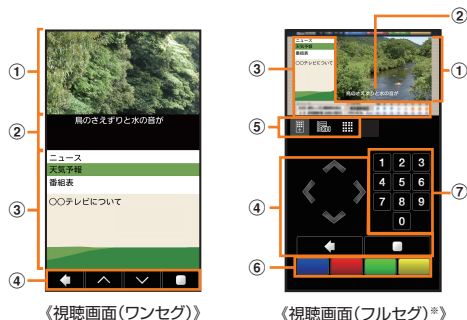 ①
②
③
④
鳥のさえずりと水の音が
ニュース
天気予報
番組表
〇〇テレビについて
《視聴画面(ワンセグ)》
②
③
①
⑤
④
⑦
⑥
ニュース
天気予報
番組表
〇〇テレビについて
鳥のさえずりと水の音が
1 2 3
4 5 6
7 8 9
0
《視聴画面(フルセグ)※》